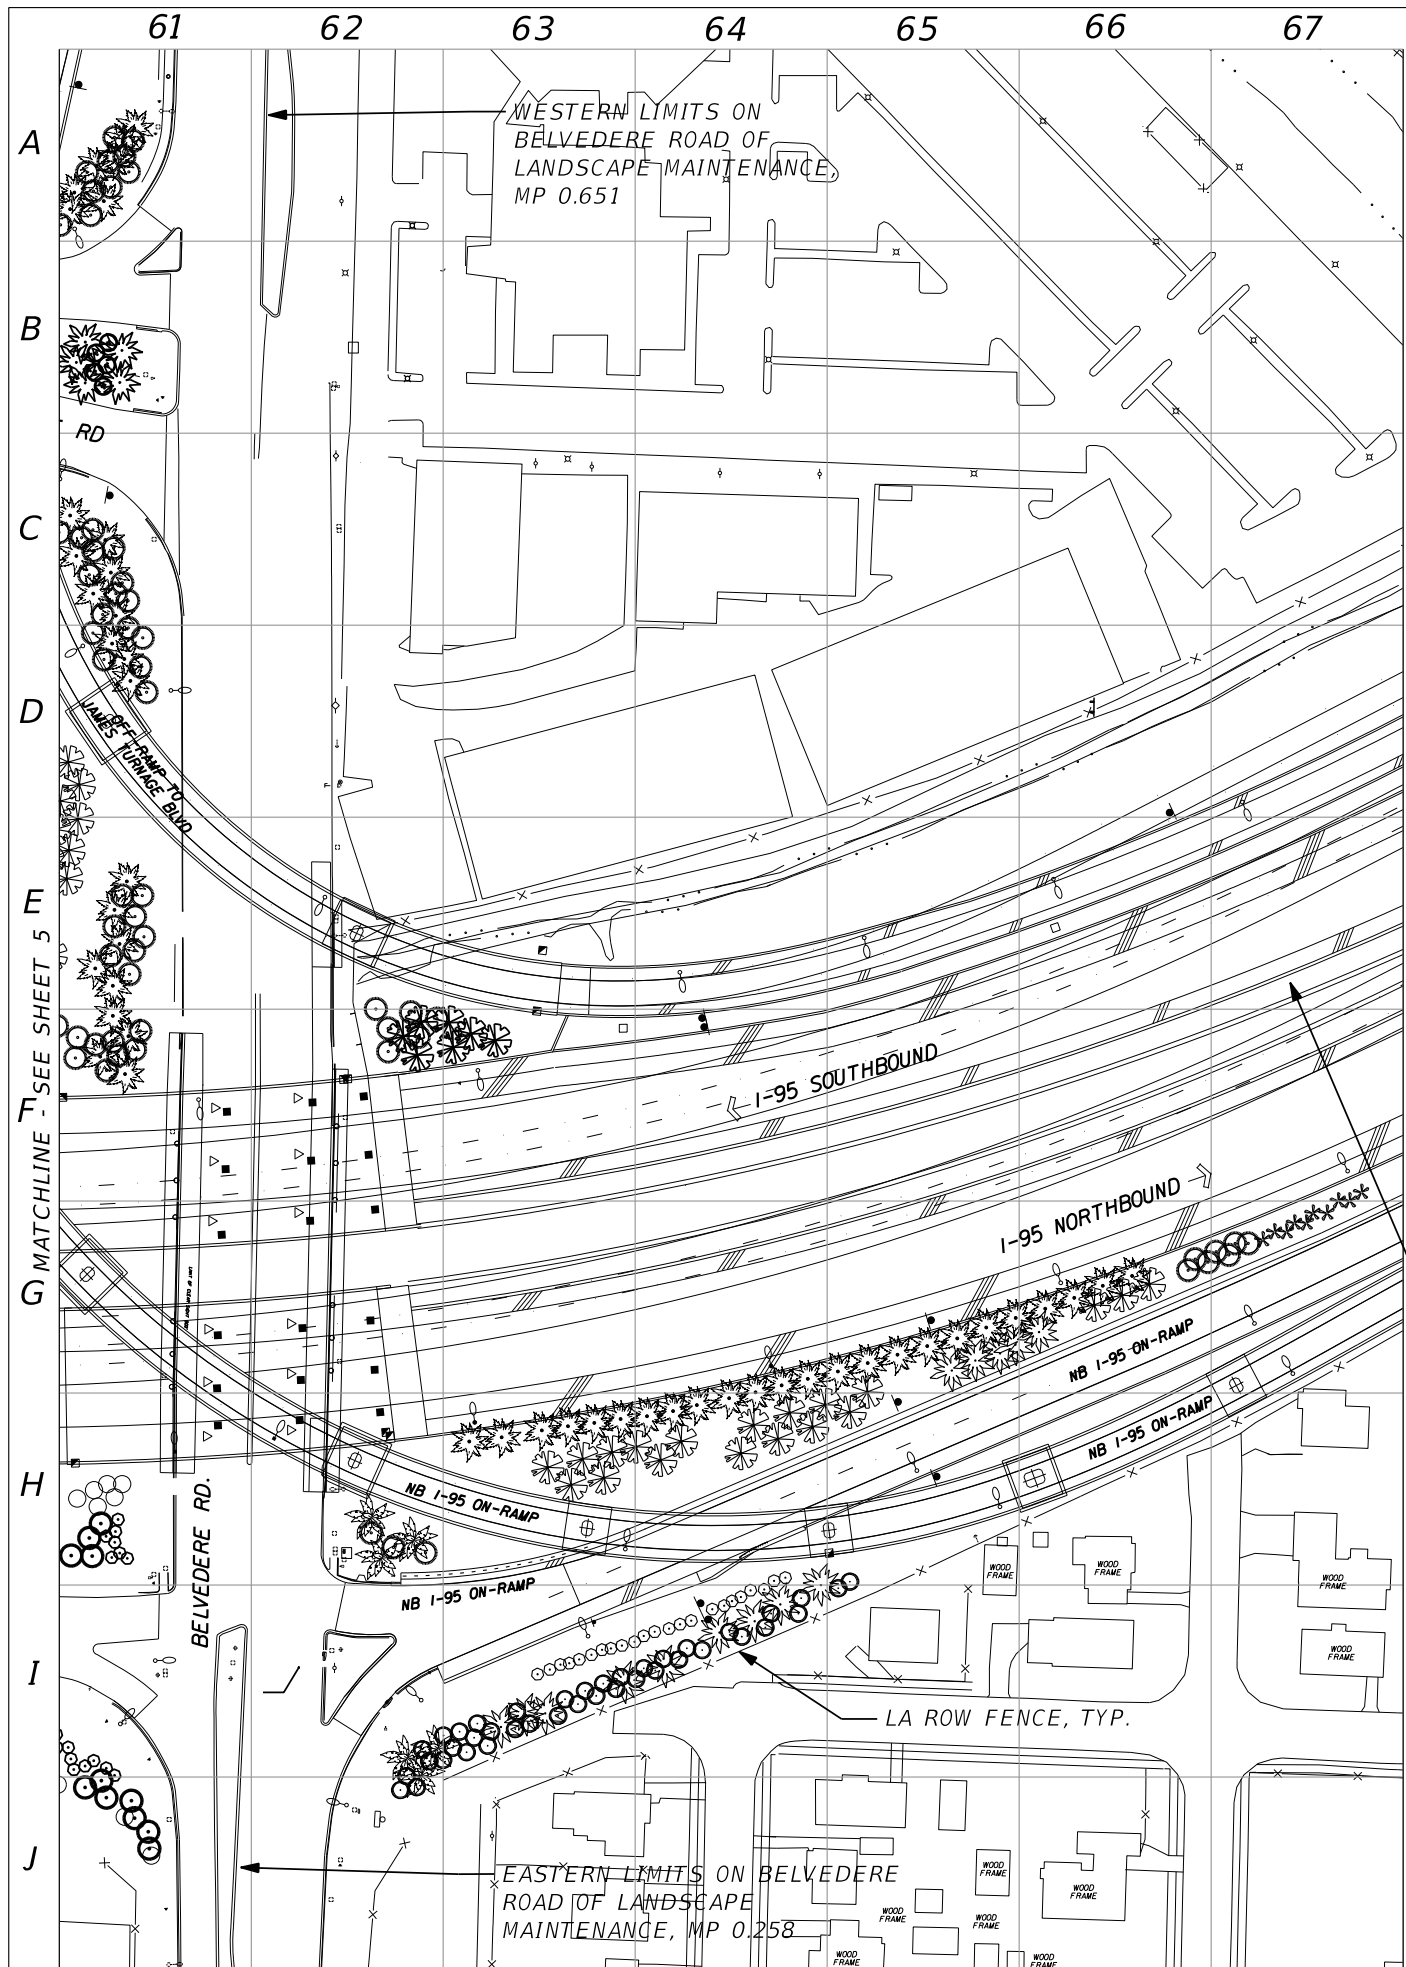 61 62 63 64 65 66 67
A
WESTERN LIMITS ON
BELVEDERE ROAD OF
LANDSCAPE MAINTENANCE,
MP 0.651
B
RD
C
D
OFF-RAMP TO
JAMES TURNAGE BLVD
E
MATCHLINE - SEE SHEET 5
F
I-95 SOUTHBOUND
I-95 NORTHBOUND
G
NB I-95 ON-RAMP
NB I-95 ON-RAMP
H
NB I-95 ON-RAMP
BELVEDERE RD.
NB I-95 ON-RAMP
WOOD
FRAME
WOOD
FRAME
WOOD
FRAME
WOOD
FRAME
I
LA ROW FENCE, TYP.
J
EASTERN LIMITS ON BELVEDERE
ROAD OF LANDSCAPE
MAINTENANCE, MP 0.258
WOOD
FRAME
WOOD
FRAME
WOOD
FRAME
WOOD
FRAME
WOOD
FRAME
WOOD
FRAME